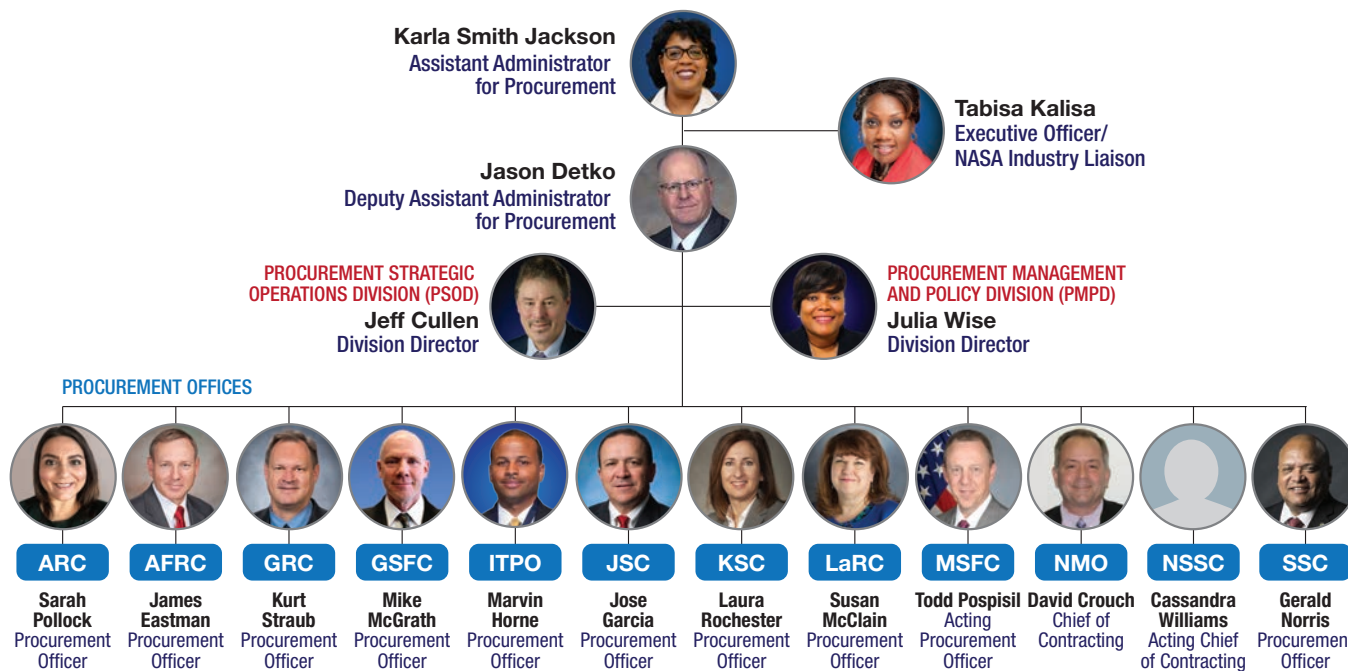 Karla Smith Jackson
Assistant Administrator
for Procurement
Tabisa Kalisa
Executive Officer/
NASA Industry Liaison
Jason Detko
Deputy Assistant Administrator
for Procurement
PROCUREMENT STRATEGIC
OPERATIONS DIVISION (PSOD)
Jeff Cullen
Division Director
PROCUREMENT MANAGEMENT
AND POLICY DIVISION (PMPD)
Julia Wise
Division Director
PROCUREMENT OFFICES
ARC
Sarah
Pollock
Procurement
Officer
AFRC
James
Eastman
Procurement
Officer
GRC
Kurt
Straub
Procurement
Officer
GSFC
Mike
McGrath
Procurement
Officer
ITPO
Marvin
Horne
Procurement
Officer
JSC
Jose
Garcia
Procurement
Officer
KSC
Laura
Rochester
Procurement
Officer
LaRC
Susan
McClain
Procurement
Officer
MSFC
Todd Pospisil
Acting
Procurement
Officer
NMO
David Crouch
Chief of
Contracting
NSSC
Cassandra
Williams
Acting Chief
of Contracting
SSC
Gerald
Norris
Procuremen
Officer